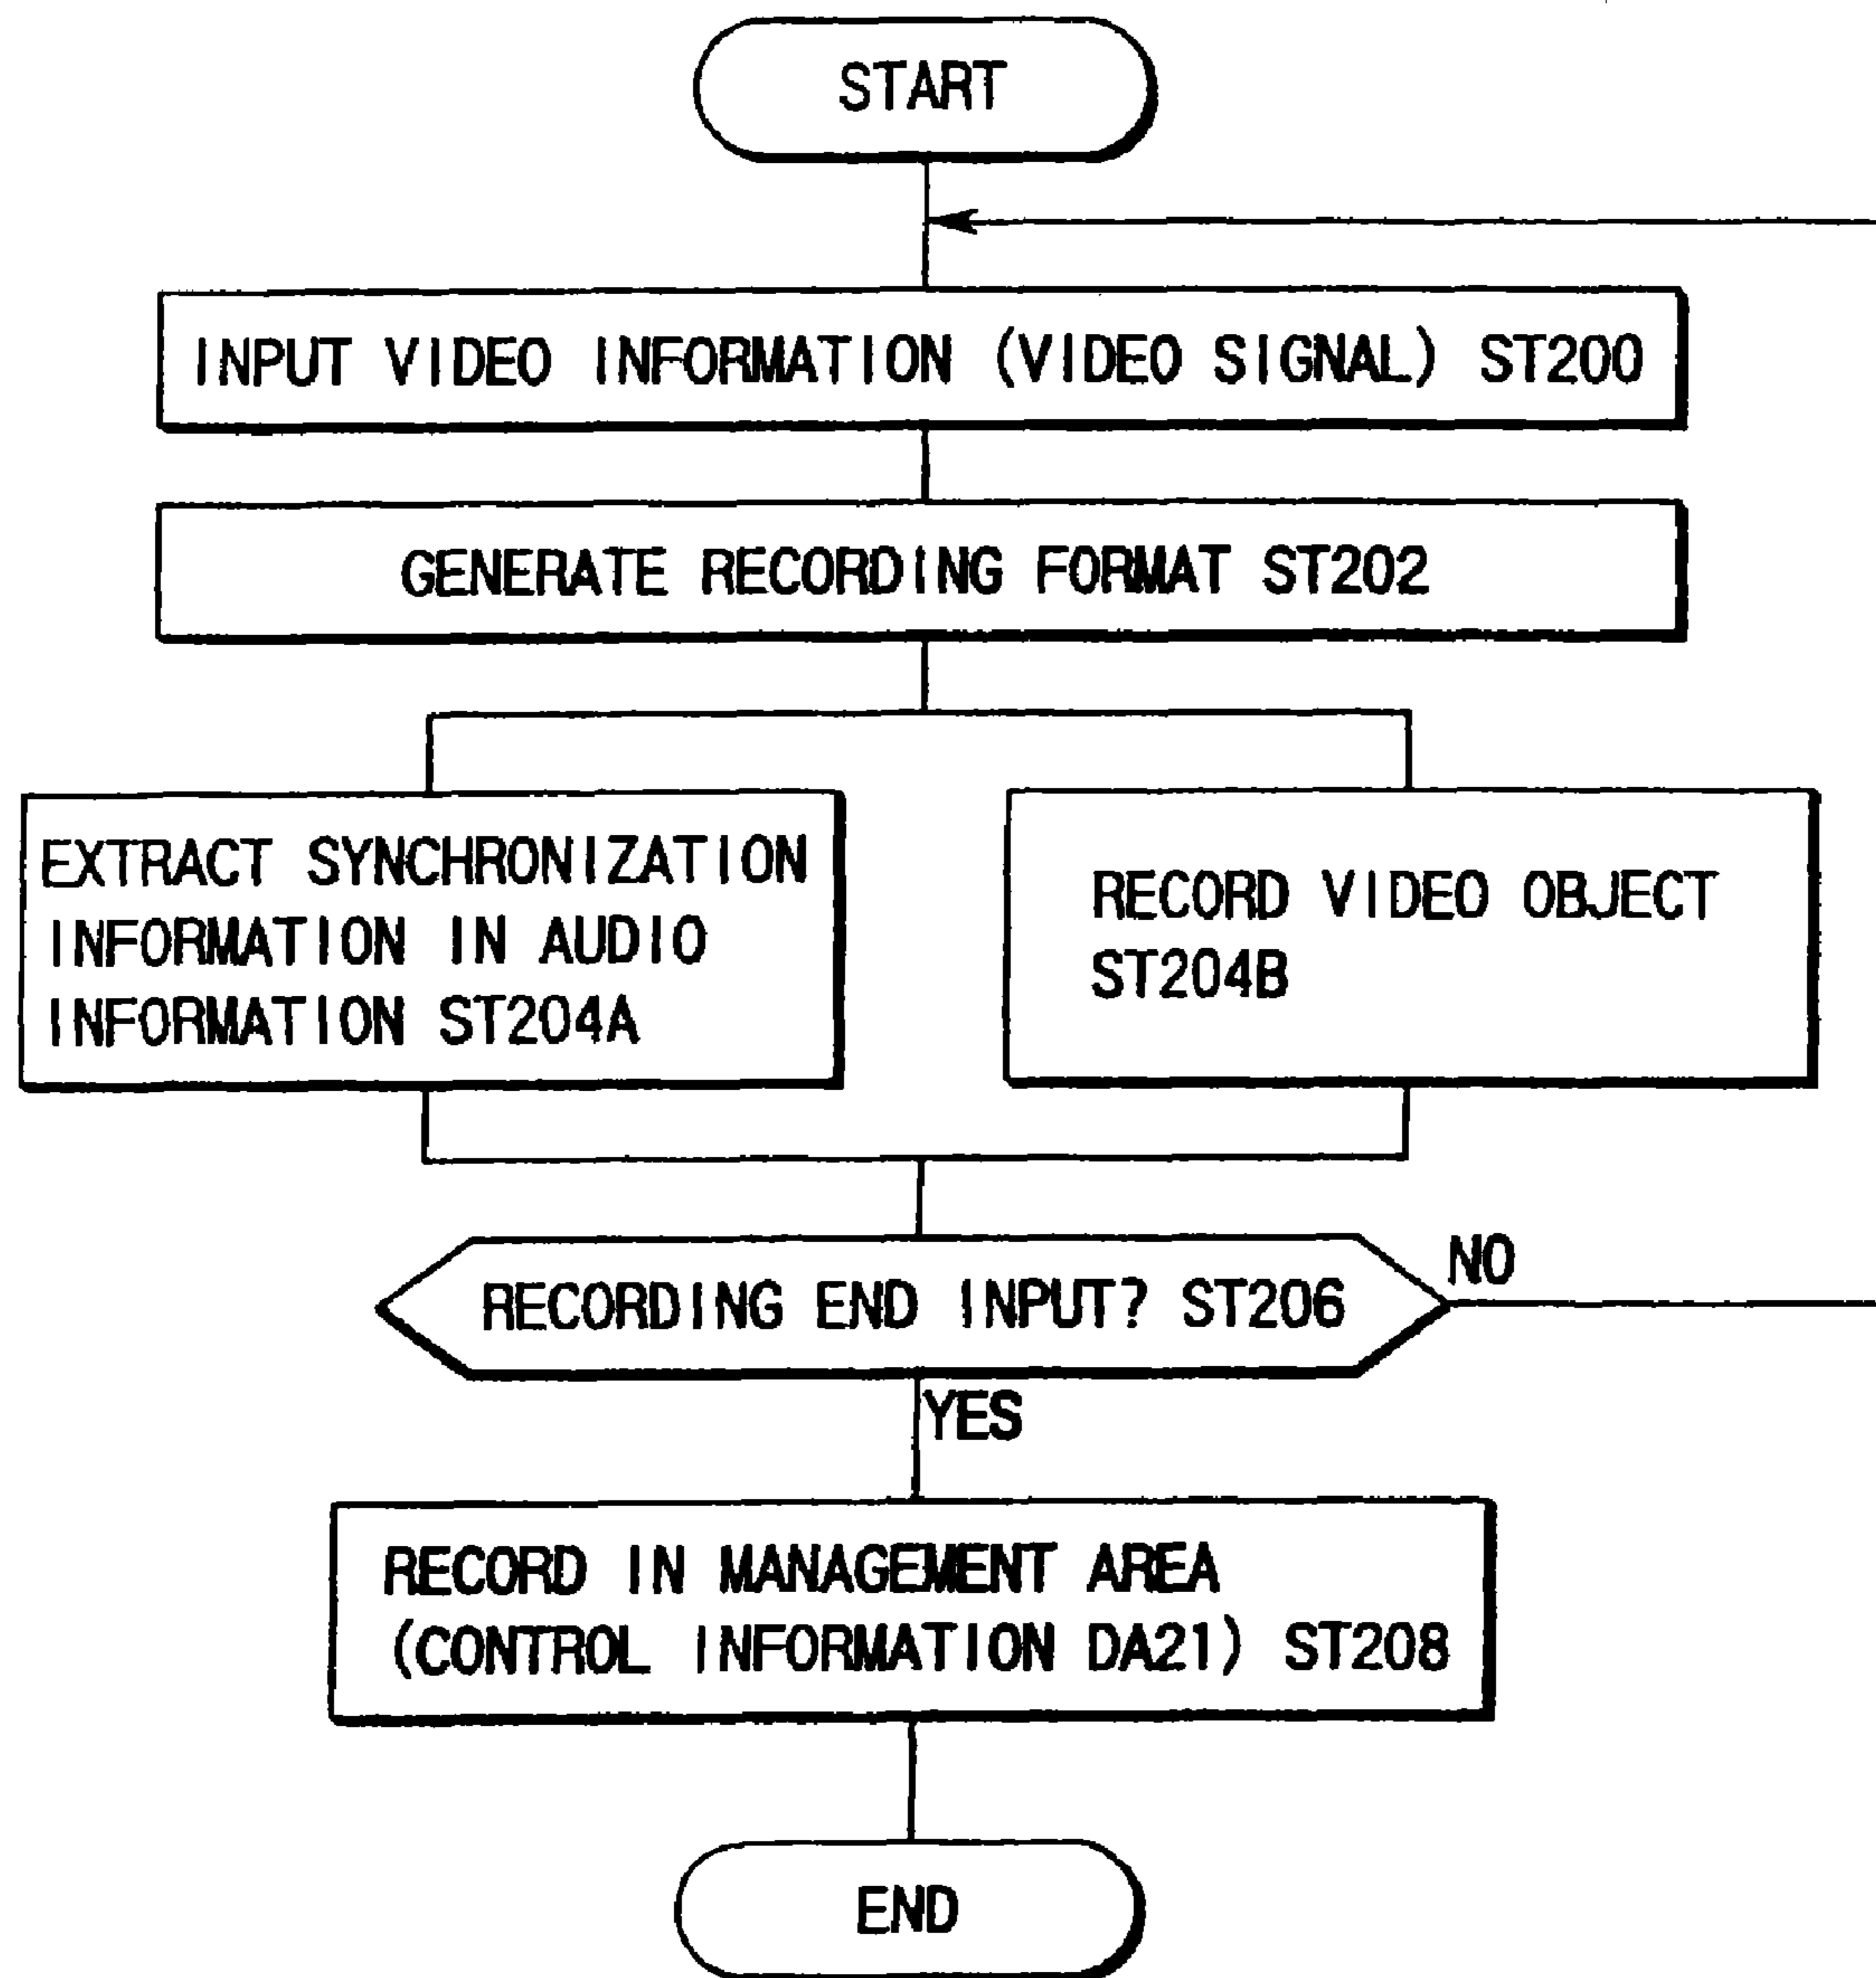 START
INPUT VIDEO INFORMATION (VIDEO SIGNAL) ST200
GENERATE RECORDING FORMAT ST202
EXTRACT SYNCHRONIZATION
INFORMATION IN AUDIO
INFORMATION ST204A
RECORD VIDEO OBJECT
ST204B
RECORDING END INPUT? ST206
NO
YES
RECORD IN MANAGEMENT AREA
(CONTROL INFORMATION DA21) ST208
END